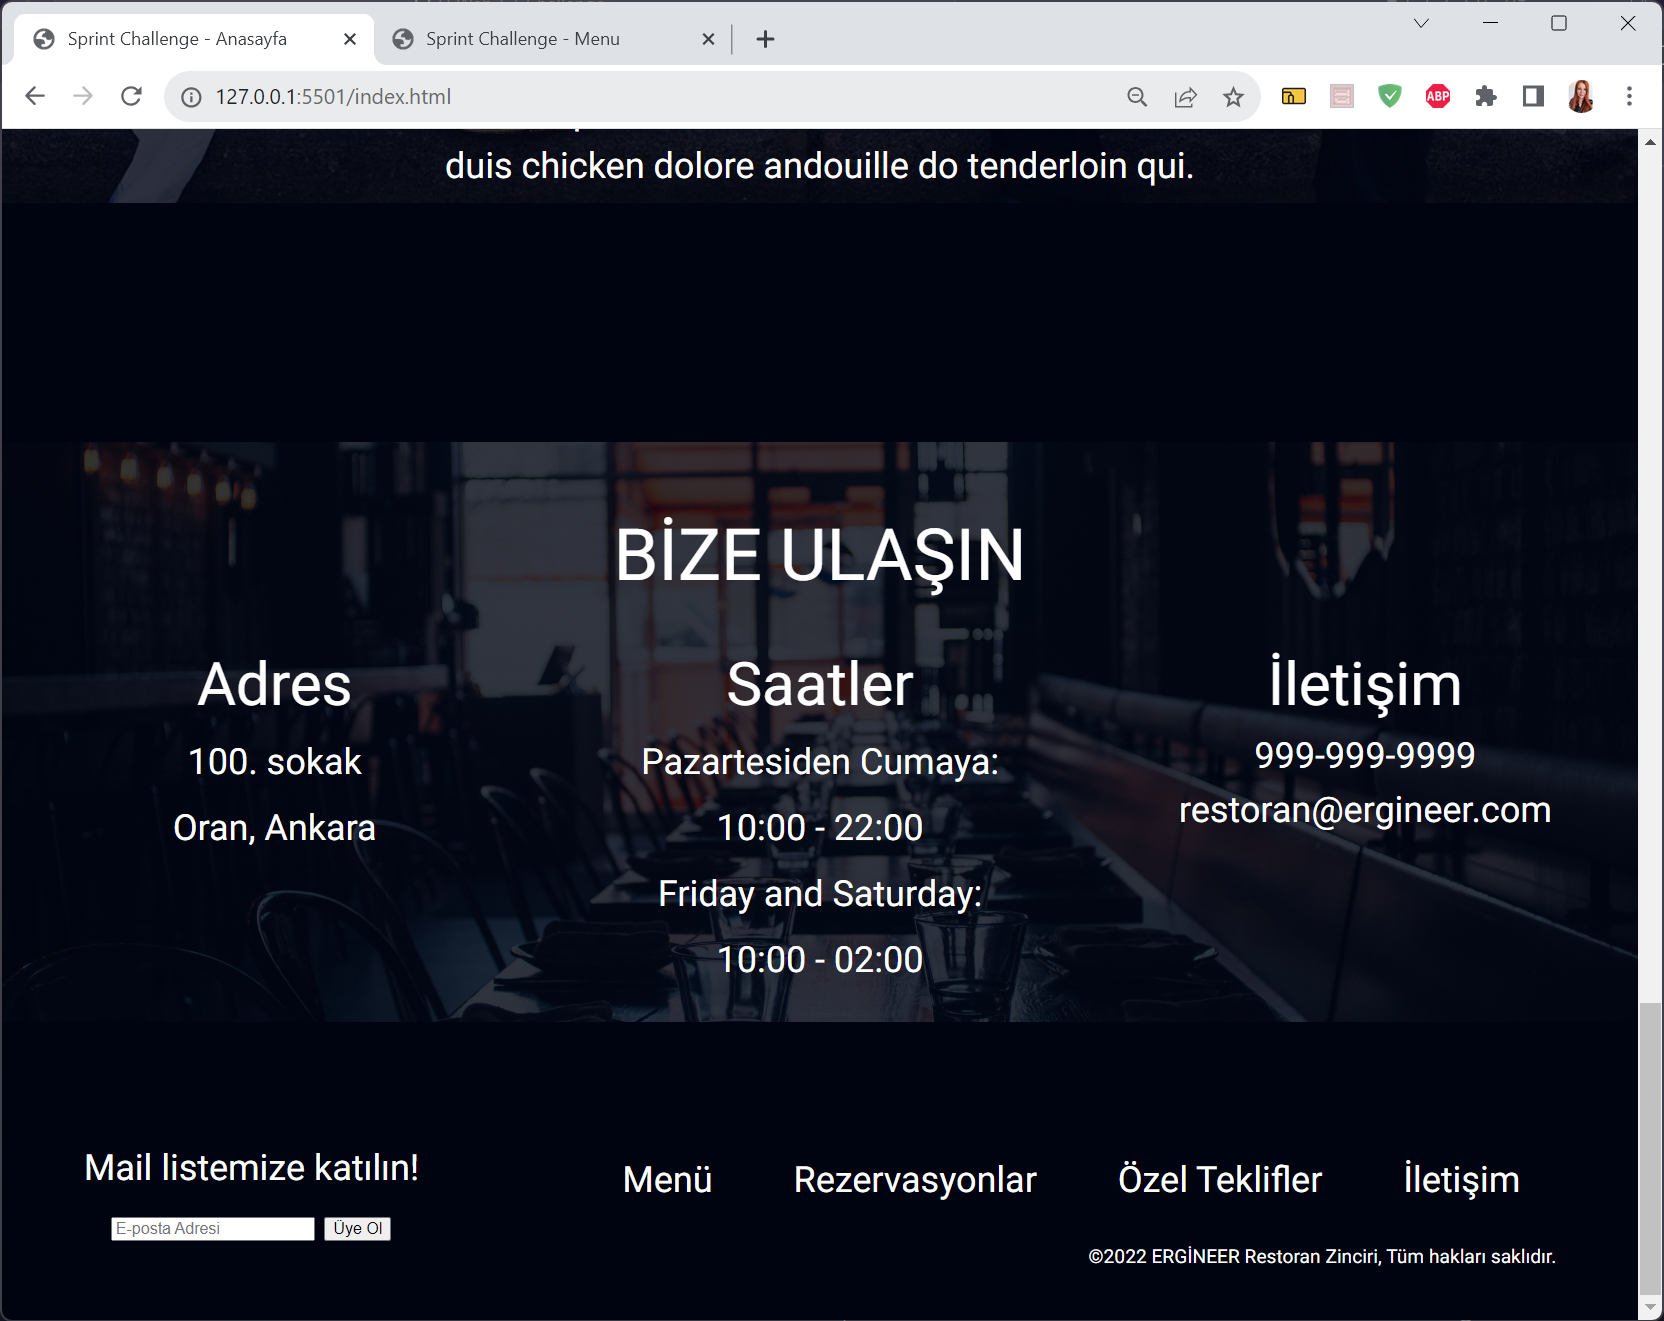 Sprint Challenge - Anasayfa
Sprint Challenge - Menu
127.0.0.1:5501/index.html
ABP
duis chicken dolore andouille do tenderloin qui.
BİZE ULAŞIN
Adres
100. sokak
Oran, Ankara
Saatler
Pazartesiden Cumaya:
10:00 - 22:00
Friday and Saturday:
10:00 - 02:00
İletişim
999-999-9999
restoran@ergineer.com
Mail listemize katılın!
E-posta Adresi
Üye Ol
Menü
Rezervasyonlar
Özel Teklifler
İletişim
©2022 ERGİNEER Restoran Zinciri, Tüm hakları saklıdır.